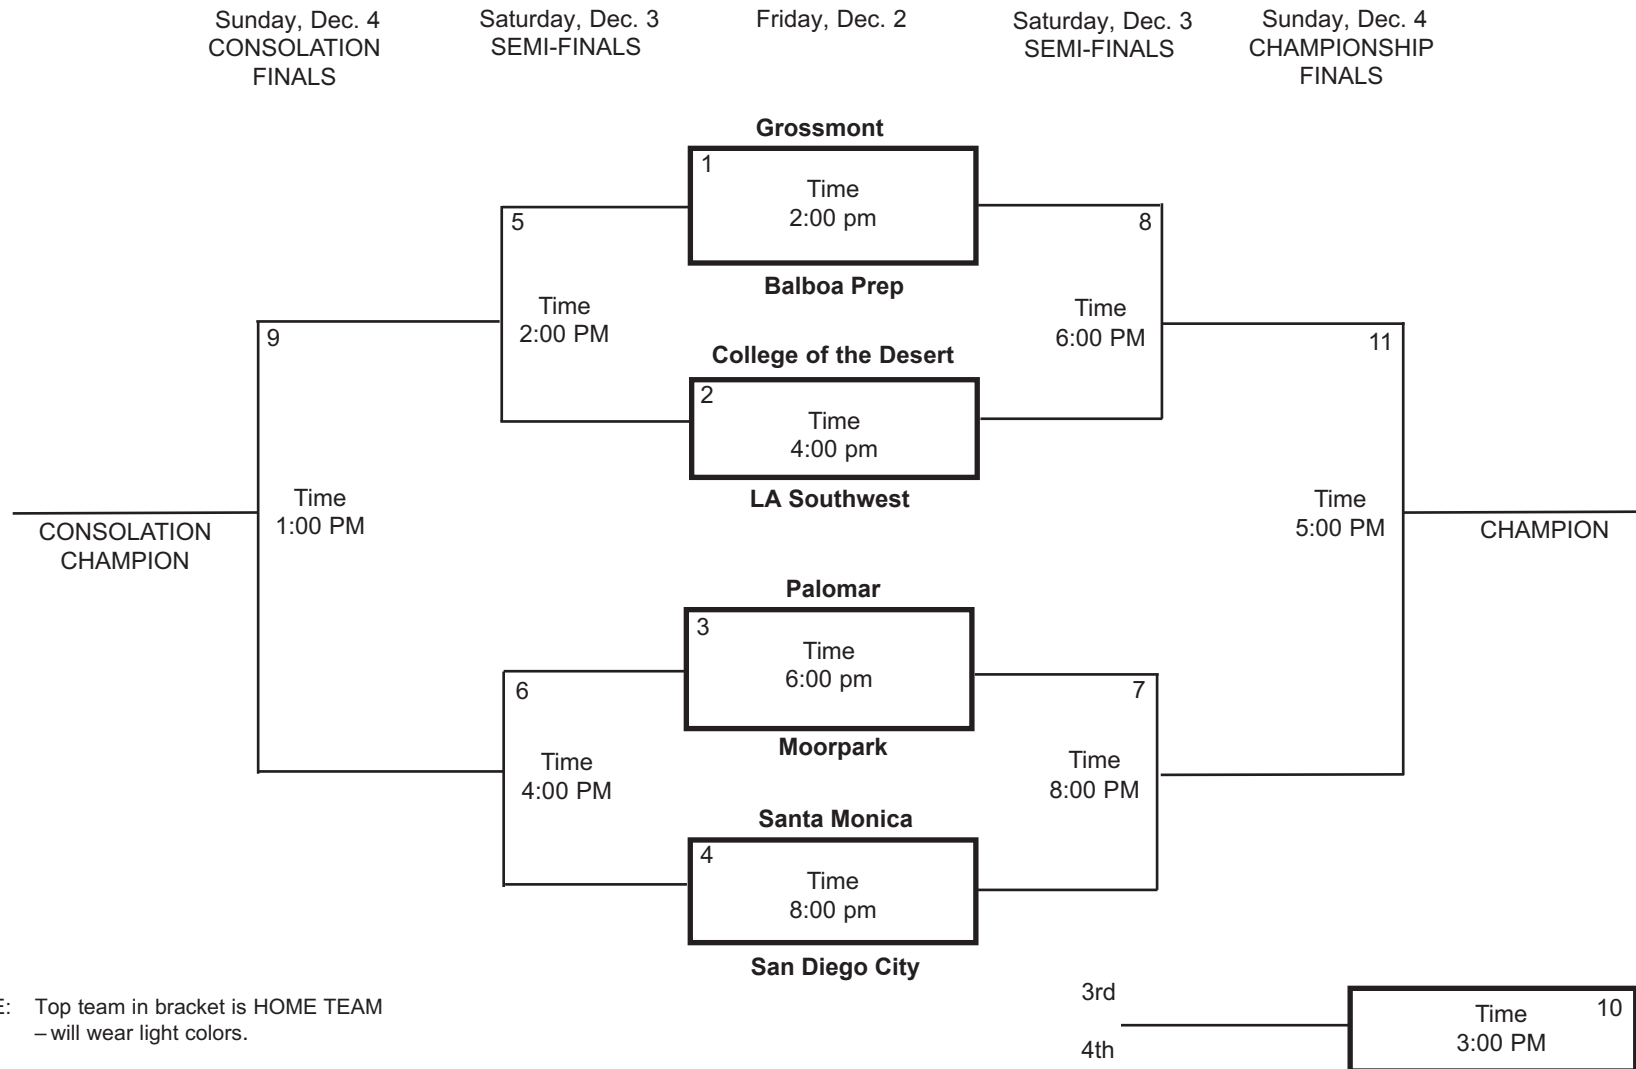 Sunday, Dec. 4
CONSOLATION
FINALS
Saturday, Dec. 3
SEMI-FINALS
Friday, Dec. 2
Saturday, Dec. 3
SEMI-FINALS
Sunday, Dec. 4
CHAMPIONSHIP
FINALS
Grossmont
1
Time
2:00 pm
Balboa Prep
5
Time
2:00 PM
8
Time
6:00 PM
College of the Desert
2
Time
4:00 pm
LA Southwest
9
Time
1:00 PM
11
Time
5:00 PM
CONSOLATION
CHAMPION
CHAMPION
Palomar
3
Time
6:00 pm
Moorpark
6
Time
4:00 PM
7
Time
8:00 PM
Santa Monica
4
Time
8:00 pm
San Diego City
E: Top team in bracket is HOME TEAM
– will wear light colors.
3rd
4th
10
Time
3:00 PM